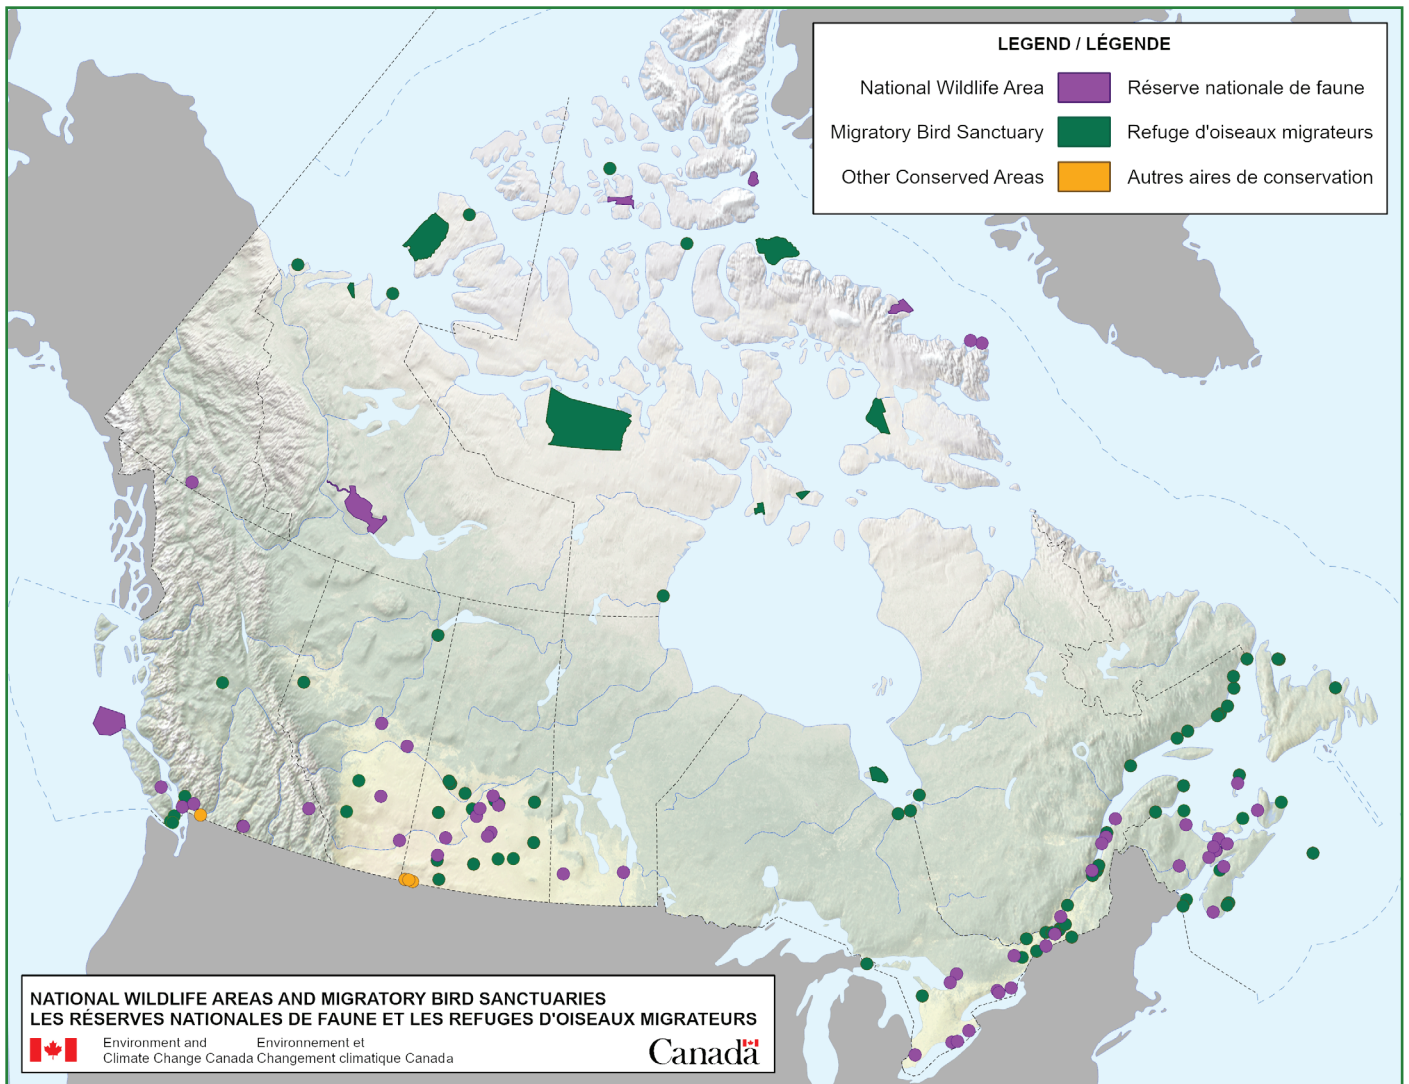 LEGEND / LÉGENDE
National Wildlife Area Réserve nationale de faune
Migratory Bird Sanctuary Refuge d'oiseaux migrateurs
Other Conserved Areas Autres aires de conservation
NATIONAL WILDLIFE AREAS AND MIGRATORY BIRD SANCTUARIES
LES RÉSERVES NATIONALES DE FAUNE ET LES REFUGES D'OISEAUX MIGRATEURS
Environment and Environnement et
Climate Change Canada Changement climatique Canada
Canada